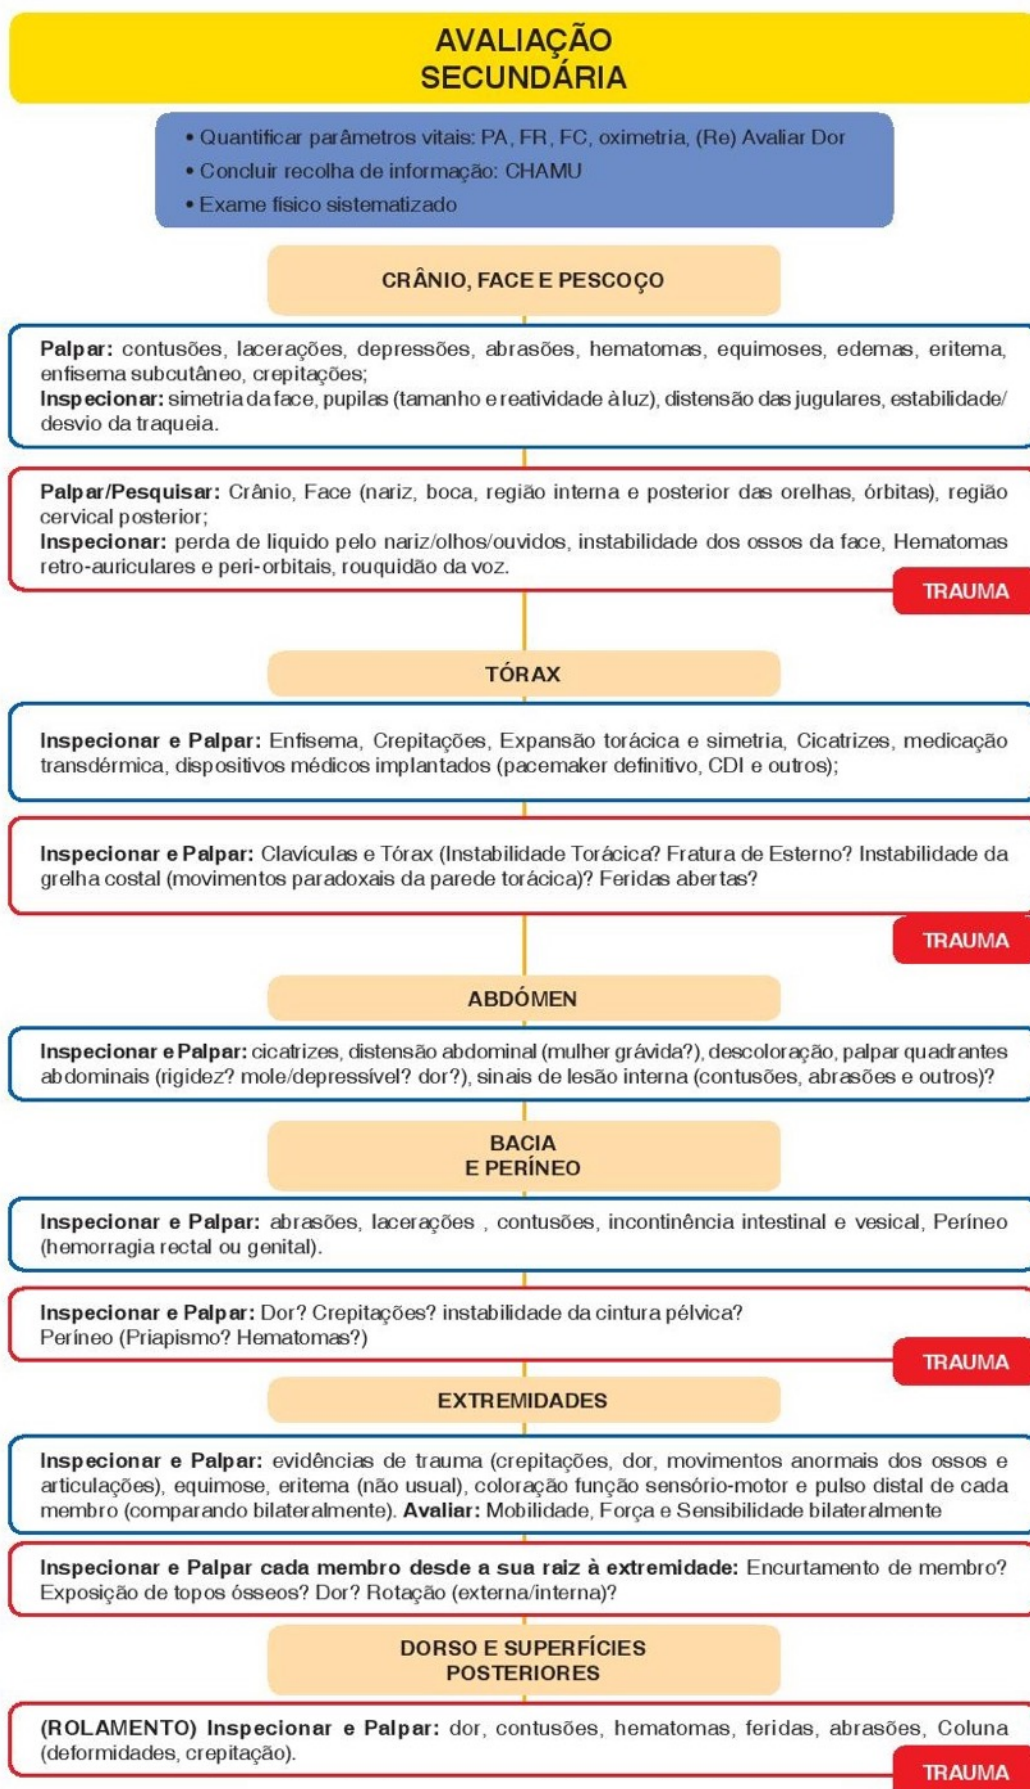 AVALIAÇÃO
SECUNDÁRIA
• Quantificar parâmetros vitais: PA, FR, FC, oximetria, (Re) Avaliar Dor
• Concluir recolha de informação: CHAMU
• Exame físico sistematizado
CRÂNIO, FACE E PESCOÇO
Palpar: contusões, lacerações, depressões, abrasões, hematomas, equimoses, edemas, eritema,
enfisema subcutâneo, crepitações;
Inspecionar: simetria da face, pupilas (tamanho e reatividade à luz), distensão das jugulares, estabilidade/
desvio da traqueia.
Palpar/Pesquisar: Crânio, Face (nariz, boca, região interna e posterior das orelhas, órbitas), região
cervical posterior;
Inspecionar: perda de liquido pelo nariz/olhos/ouvidos, instabilidade dos ossos da face, Hematomas
retro-auriculares e peri-orbitais, rouquidão da voz.
TRAUMA
TÓRAX
Inspecionar e Palpar: Enfisema, Crepitações, Expansão torácica e simetria, Cicatrizes, medicação
transdérmica, dispositivos médicos implantados (pacemaker definitivo, CDI e outros);
Inspecionar e Palpar: Clavículas e Tórax (Instabilidade Torácica? Fratura de Esterno? Instabilidade da
grelha costal (movimentos paradoxais da parede torácica)? Feridas abertas?
TRAUMA
ABDÓMEN
Inspecionar e Palpar: cicatrizes, distensão abdominal (mulher grávida?), descoloração, palpar quadrantes
abdominais (rigidez? mole/depressível? dor?), sinais de lesão interna (contusões, abrasões e outros)?
BACIA
E PERÍNEO
Inspecionar e Palpar: abrasões, lacerações , contusões, incontinência intestinal e vesical, Períneo
(hemorragia rectal ou genital).
Inspecionar e Palpar: Dor? Crepitações? instabilidade da cintura pélvica?
Períneo (Priapismo? Hematomas?)
TRAUMA
EXTREMIDADES
Inspecionar e Palpar: evidências de trauma (crepitações, dor, movimentos anormais dos ossos e
articulações), equimose, eritema (não usual), coloração função sensório-motor e pulso distal de cada
membro (comparando bilateralmente). Avaliar: Mobilidade, Força e Sensibilidade bilateralmente
Inspecionar e Palpar cada membro desde a sua raiz à extremidade: Encurtamento de membro?
Exposição de topos ósseos? Dor? Rotação (externa/interna)?
DORSO E SUPERFÍCIES
POSTERIORES
(ROLAMENTO) Inspecionar e Palpar: dor, contusões, hematomas, feridas, abrasões, Coluna
(deformidades, crepitação).
TRAUMA